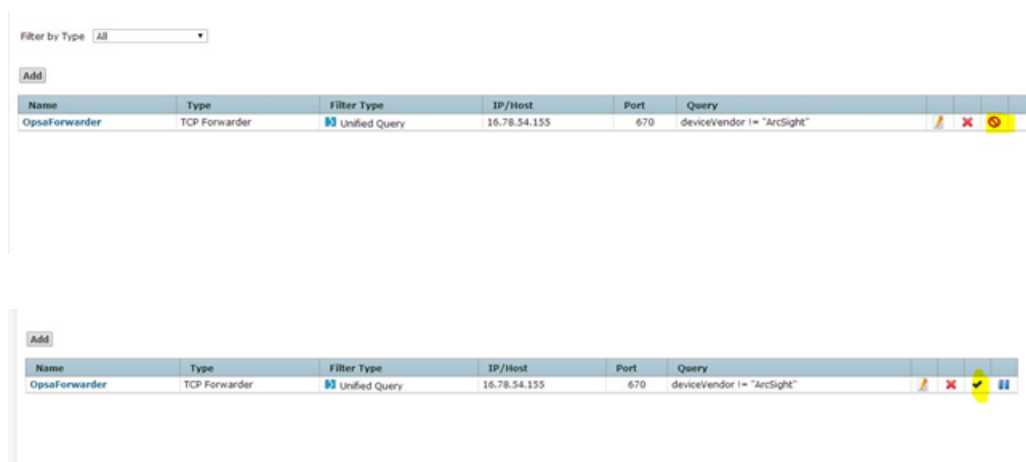 Filter by Type All
Add
Name Type Filter Type IP/Host Port Query
OpsaForwarder TCP Forwarder Unified Query 16.78.54.155 670 deviceVendor != "ArcSight"
Add
Name Type Filter Type IP/Host Port Query
OpsaForwarder TCP Forwarder Unified Query 16.78.54.155 670 deviceVendor != "ArcSight"